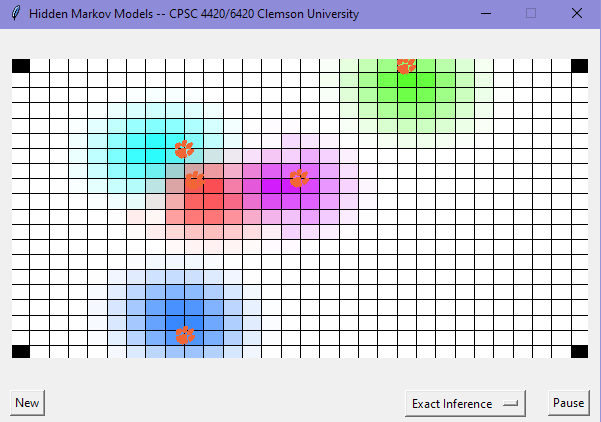 Hidden Markov Models -- CPSC 4420/6420 Clemson University
New
Exact Inference
Pause